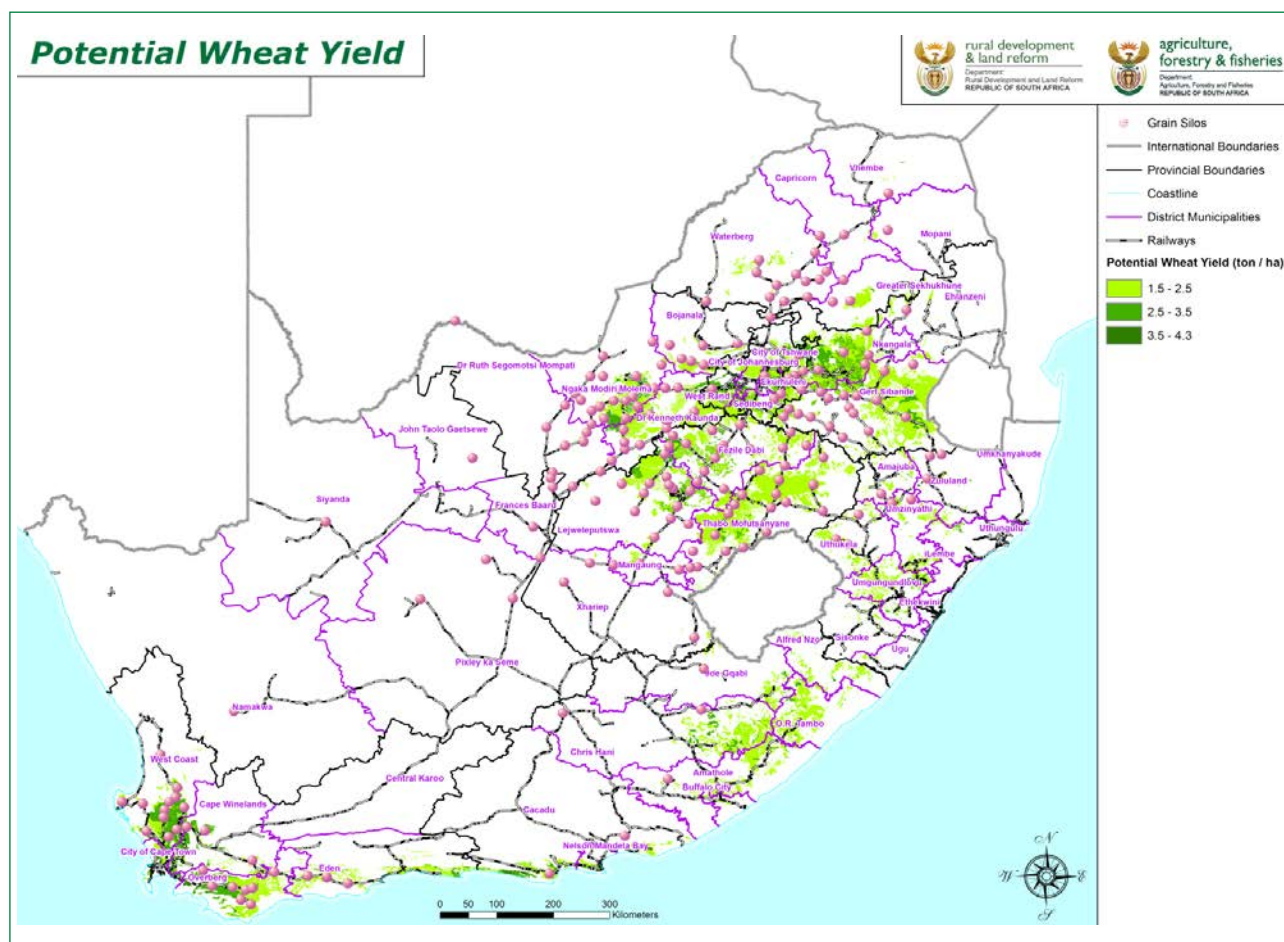 Potential Wheat Yield
rural development
& land reform
Department:
Rural Development and Land Reform
REPUBLIC OF SOUTH AFRICA
agriculture,
forestry & fisheries
Department:
Agriculture, Forestry and Fisheries
REPUBLIC OF SOUTH AFRICA
Grain Silos
International Boundaries
Provincial Boundaries
Coastline
District Municipalities
Railways
Potential Wheat Yield (ton / ha)
1.5 - 2.5
2.5 - 3.5
3.5 - 4.3
Vhembe
Capricorn
Mopani
Waterberg
Greater Sekhukhune
Ehlanzeni
Bojanala
Nkangala
City of Tshwane
City of Johannesburg
Dr Ruth Segomotsi Mompati
Ekurhuleni
Ngaka Modiri Molema
West Rand
Gert Sibande
Sedibeng
Dr Kenneth Kaunda
John Taolo Gaetsewe
Fezile Dabi
Umkhanyakude
Amajuba
Zululand
Siyanda
Frances Baard
Umzinyathi
Lejweleputswa
Thabo Mofutsanyane
Uthungulu
Uthukela
iLembe
Mangaung
Umgungundlovu
Ethekwini
Xhariep
Alfred Nzo
Sisonke
Ugu
Pixley ka Seme
Joe Gqabi
Namakwa
O.R. Tambo
Chris Hani
West Coast
Amathole
Central Karoo
Buffalo City
Cape Winelands
Cacadu
City of Cape Town
Nelson Mandela Bay
Eden
Overberg
N
W
E
S
0 50 100 200 300
Kilometers